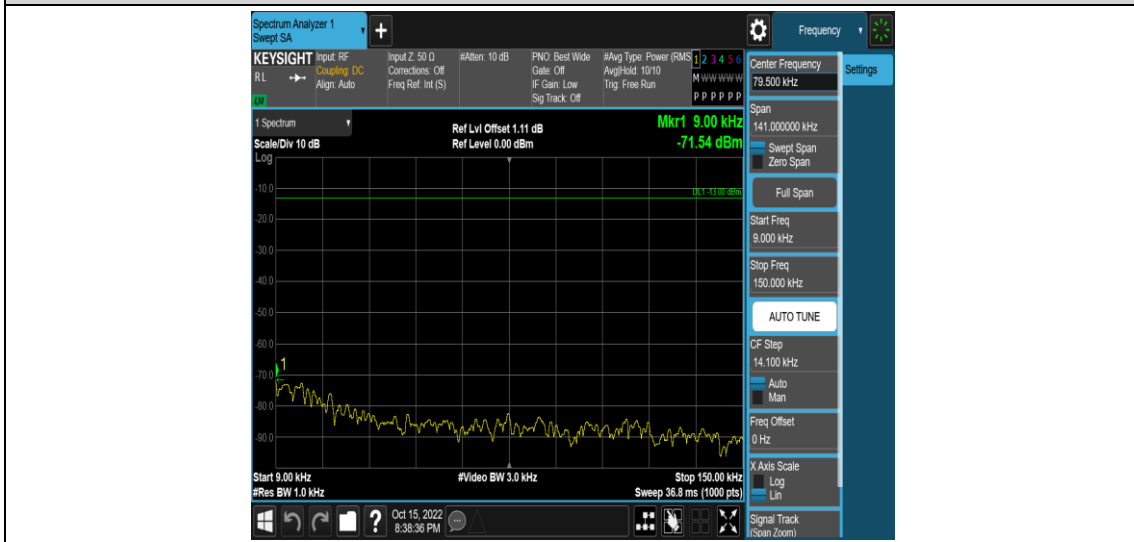 Spectrum Analyzer 1
Swept SA
+
Frequency
KEYSIGHT
RL
Input: RF
Coupling: DC
Align: Auto
Input Z: 50 Ω
Corrections: Off
Freq Ref: Int (S)
#Atten: 10 dB
PNO: Best Wide
Gate: Off
IF Gain: Low
Sig Track: Off
#Avg Type: Power (RMS
Avg|Hold: 10/10
Trig: Free Run
1 2 3 4 5 6
M W W W W W
P P P P P P
1 Spectrum
Scale/Div 10 dB
Log
Ref Lvl Offset 1.11 dB
Ref Level 0.00 dBm
Mkr1 9.00 kHz
-71.54 dBm
DL1 -13.00 dBm
-10.0
-20.0
-30.0
-40.0
-50.0
-60.0
-70.0
-80.0
-90.0
1
Start 9.00 kHz
#Res BW 1.0 kHz
#Video BW 3.0 kHz
Stop 150.00 kHz
Sweep 36.8 ms (1000 pts)
Center Frequency
79.500 kHz
Settings
Span
141.000000 kHz
Swept Span
Zero Span
Full Span
Start Freq
9.000 kHz
Stop Freq
150.000 kHz
AUTO TUNE
CF Step
14.100 kHz
Auto
Man
Freq Offset
0 Hz
X Axis Scale
Log
Lin
Signal Track
(Span Zoom)
?
Oct 15, 2022
8:38:36 PM